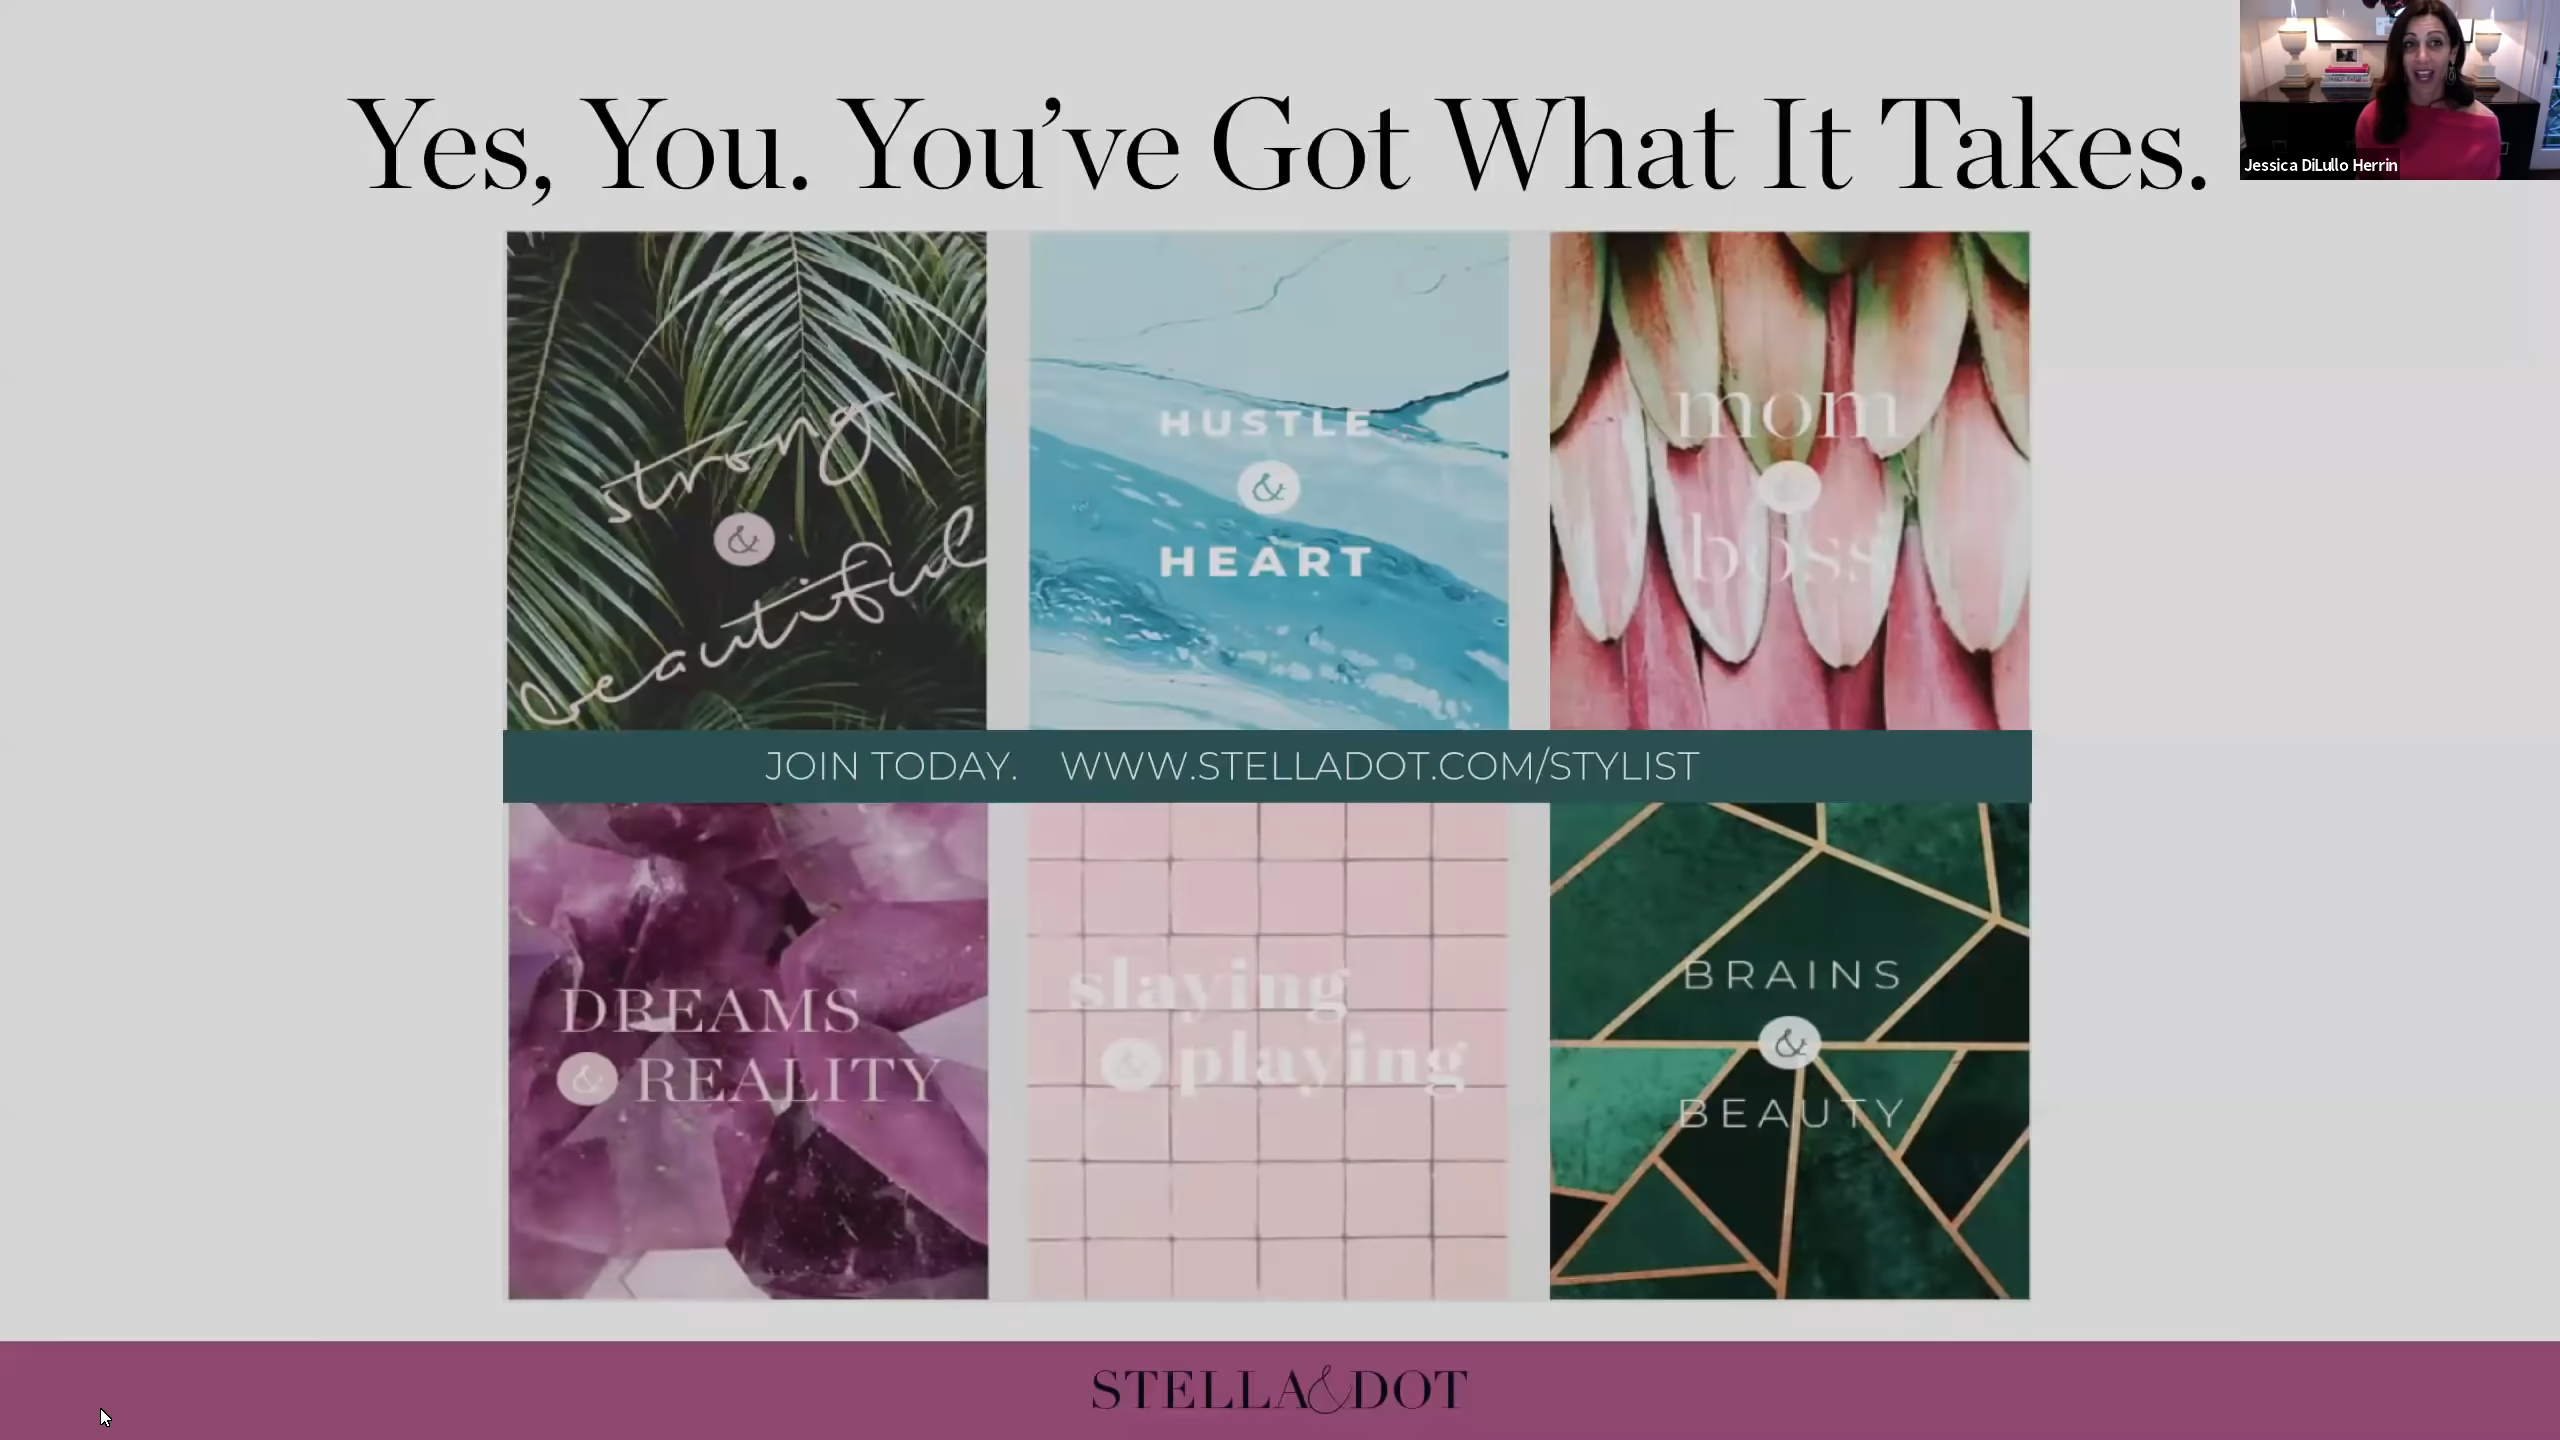 Yes, You. You’ve Got What It Takes.
Jessica DiLullo Herrin
strong
&
beautiful
HUSTLE
&
HEART
mom
boss
JOIN TODAY. WWW.STELLADOT.COM/STYLIST
DREAMS
& REALITY
slaying
& playing
BRAINS
&
BEAUTY
STELLA&DOT